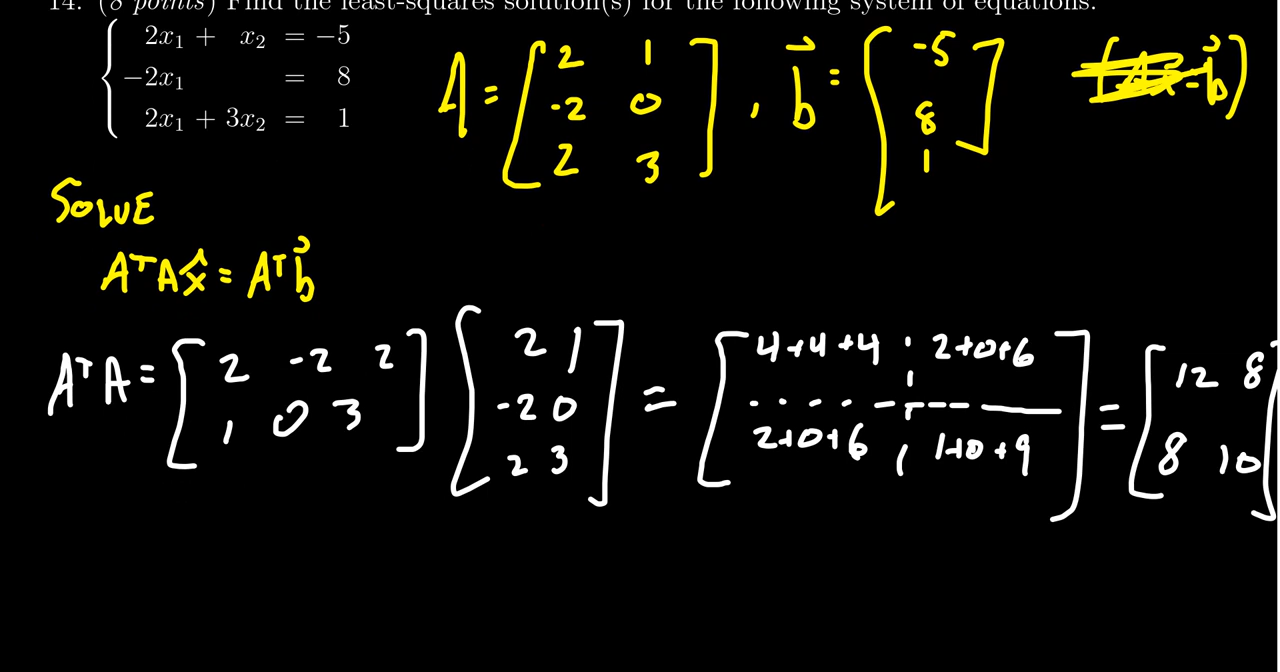 14. (8 points) Find the least-squares solution(s) for the following system of equations.
2x₁ + x₂ = −5
−2x₁ = 8
2x₁ + 3x₂ = 1
A = [2 1; -2 0; 2 3], b⃗ = [-5; 8; 1] b⃗)
SOLVE
AᵀAx̂ = Aᵀb⃗
AᵀA = [2 -2 2; 1 0 3] [2 1; -2 0; 2 3] = [4+4+4 2+0+6; 2+0+6 1+0+9] = [12 8; 8 10]